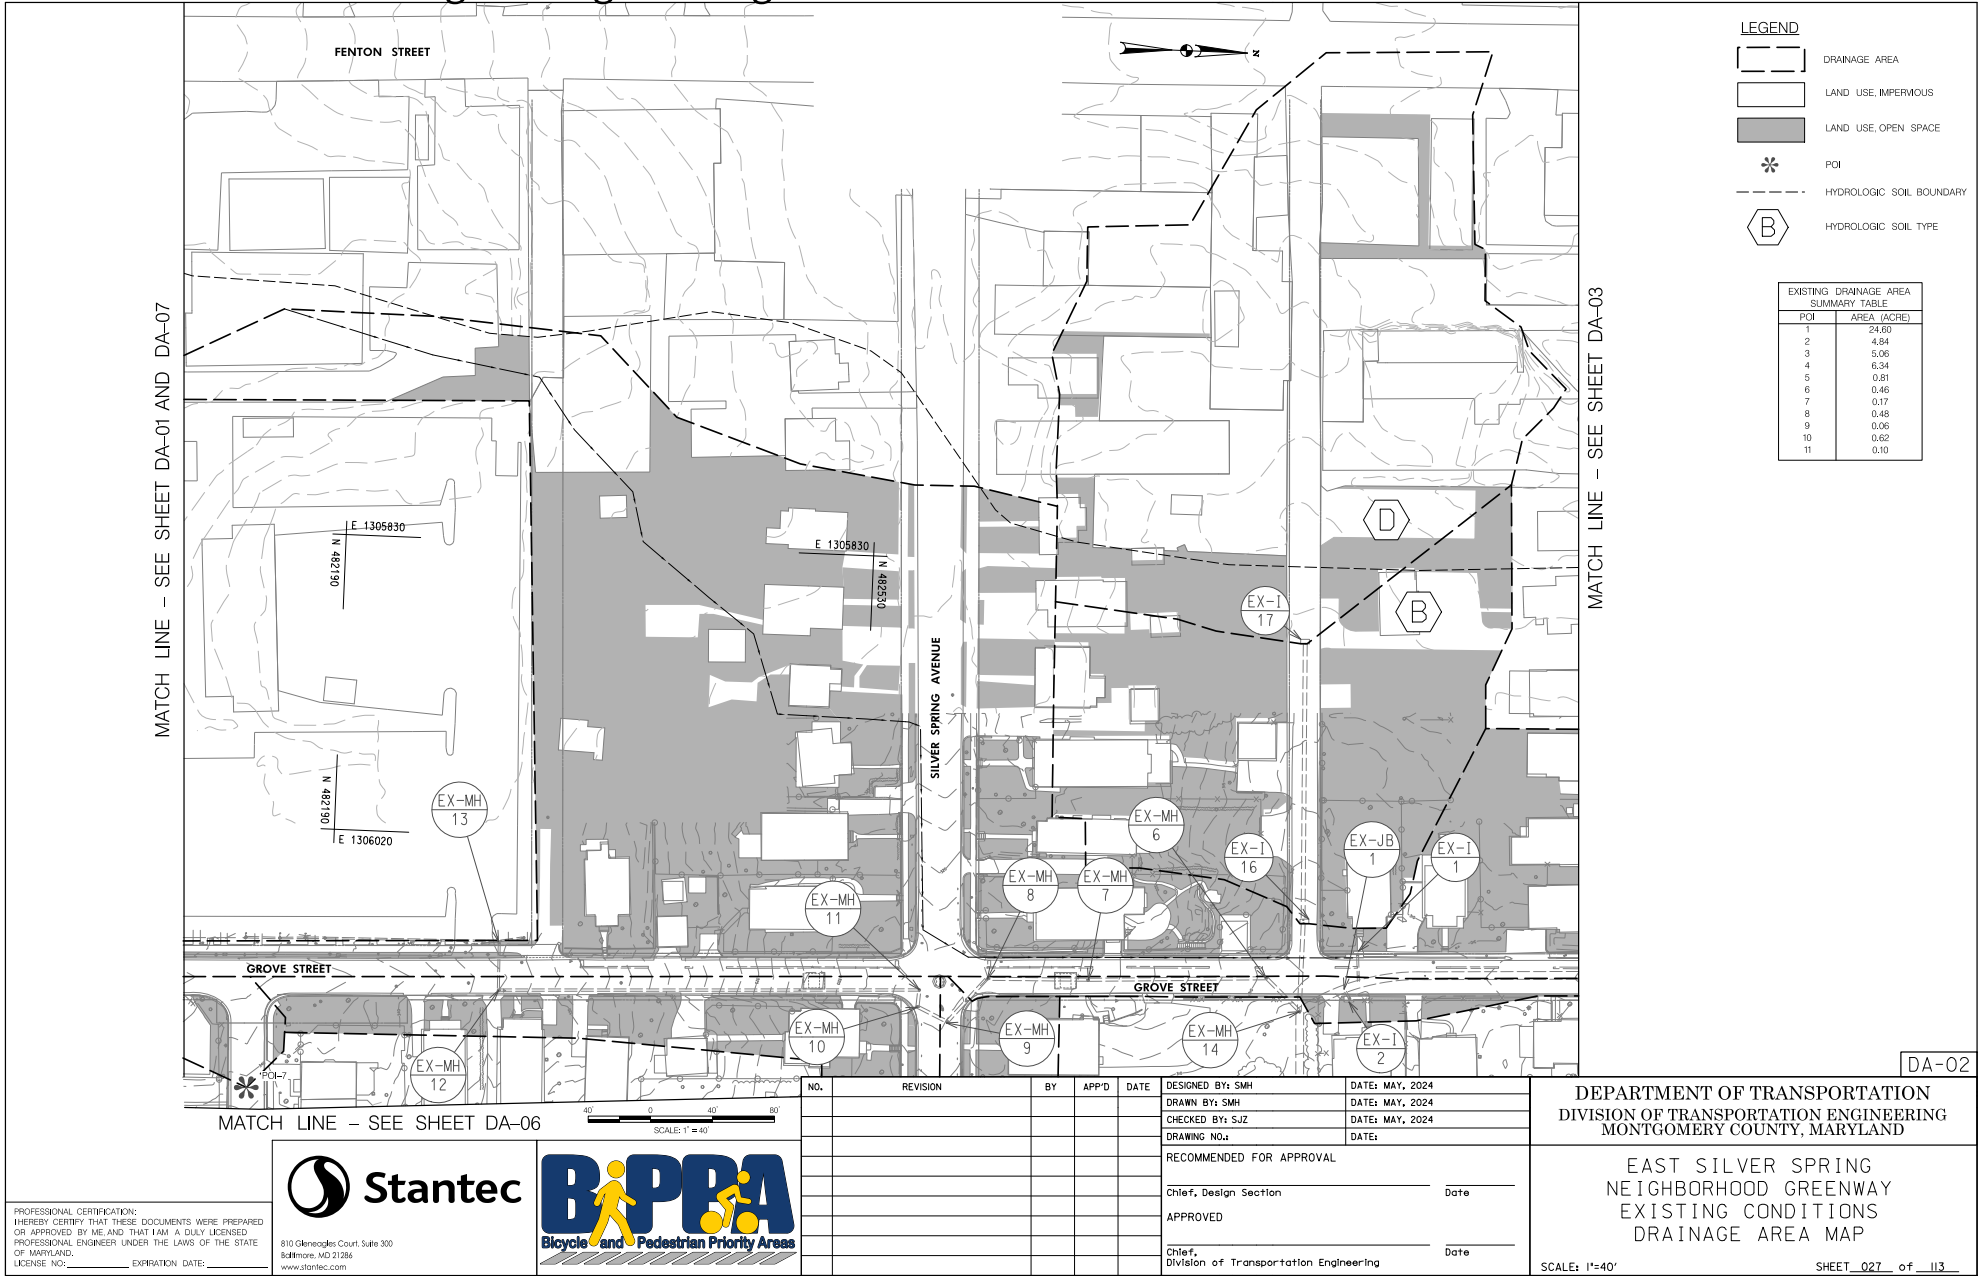 FENTON STREET
N
LEGEND
DRAINAGE AREA
LAND USE, IMPERVIOUS
LAND USE, OPEN SPACE
POI
HYDROLOGIC SOIL BOUNDARY
B
HYDROLOGIC SOIL TYPE
EXISTING DRAINAGE AREA
SUMMARY TABLE
POI AREA (ACRE)
1 24.60
2 4.84
3 5.06
4 6.34
5 0.81
6 0.46
7 0.17
8 0.48
9 0.06
10 0.62
11 0.10
MATCH LINE – SEE SHEET DA–01 AND DA–07
MATCH LINE – SEE SHEET DA–03
E 1305830
N 482190
E 1305830
N 482530
D
B
EX-I
17
SILVER SPRING AVENUE
N 482190
E 1306020
EX-MH
13
EX-MH
6
EX-I
16
EX-JB
1
EX-I
1
EX-MH
11
EX-MH
8
EX-MH
7
GROVE STREET
GROVE STREET
EX-MH
10
EX-MH
9
EX-MH
14
EX-I
2
EX-MH
12
POI-7
DA-02
MATCH LINE – SEE SHEET DA–06
40' 0 40' 80'
SCALE: 1" = 40'
NO. REVISION BY APP'D DATE
DESIGNED BY: SMH DATE: MAY, 2024
DRAWN BY: SMH DATE: MAY, 2024
CHECKED BY: SJZ DATE: MAY, 2024
DRAWING NO.: DATE:
RECOMMENDED FOR APPROVAL
Chief, Design Section Date
APPROVED
Chief, Date
Division of Transportation Engineering
DEPARTMENT OF TRANSPORTATION
DIVISION OF TRANSPORTATION ENGINEERING
MONTGOMERY COUNTY, MARYLAND
EAST SILVER SPRING
NEIGHBORHOOD GREENWAY
EXISTING CONDITIONS
DRAINAGE AREA MAP
SCALE: 1"=40' SHEET 027 of 113
PROFESSIONAL CERTIFICATION:
I HEREBY CERTIFY THAT THESE DOCUMENTS WERE PREPARED
OR APPROVED BY ME, AND THAT I AM A DULY LICENSED
PROFESSIONAL ENGINEER UNDER THE LAWS OF THE STATE
OF MARYLAND.
LICENSE NO: EXPIRATION DATE:
Stantec
810 Gleneagles Court, Suite 300
Baltimore, MD 21286
www.stantec.com
BiPPA
Bicycle and Pedestrian Priority Areas